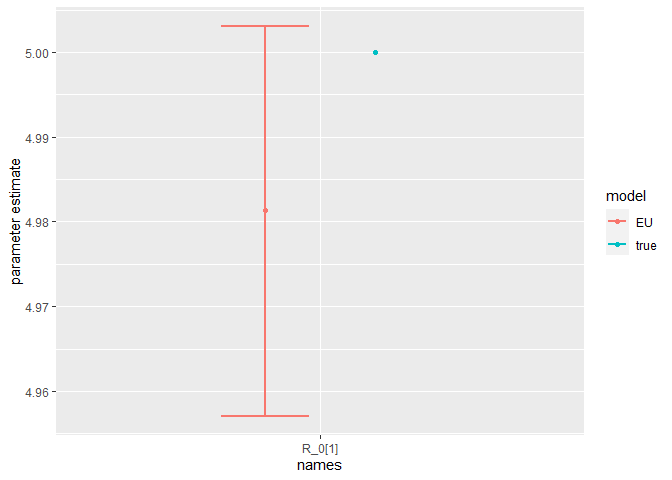 5.00
4.99
4.98
4.97
4.96
parameter estimate
R_0[1]
names
model
EU
true